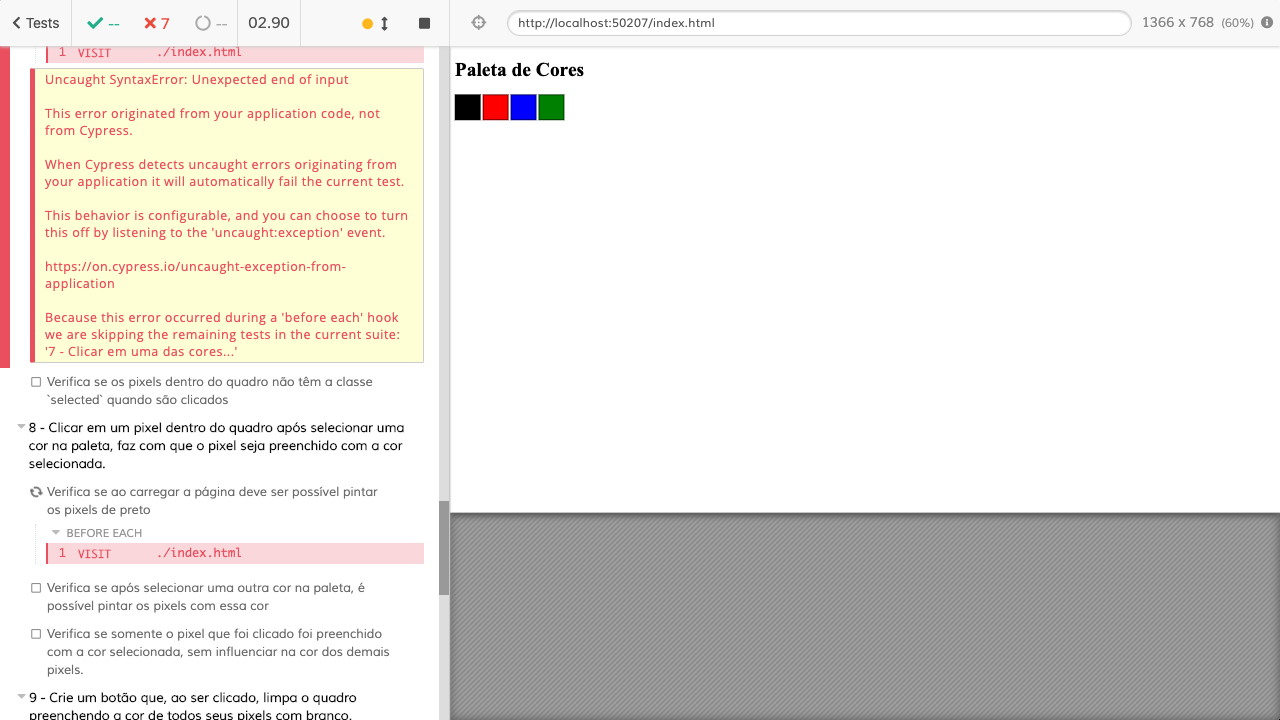 Tests
--
7
--
02.90
http://localhost:50207/index.html
1366 x 768 (60%)
1 VISIT ./index.html
Uncaught SyntaxError: Unexpected end of input
This error originated from your application code, not
from Cypress.
When Cypress detects uncaught errors originating from
your application it will automatically fail the current test.
This behavior is configurable, and you can choose to turn
this off by listening to the 'uncaught:exception' event.
https://on.cypress.io/uncaught-exception-from-
application
Because this error occurred during a 'before each' hook
we are skipping the remaining tests in the current suite:
'7 - Clicar em uma das cores...'
Verifica se os pixels dentro do quadro não têm a classe
`selected` quando são clicados
8 - Clicar em um pixel dentro do quadro após selecionar uma
cor na paleta, faz com que o pixel seja preenchido com a cor
selecionada.
Verifica se ao carregar a página deve ser possível pintar
os pixels de preto
BEFORE EACH
1 VISIT ./index.html
Verifica se após selecionar uma outra cor na paleta, é
possível pintar os pixels com essa cor
Verifica se somente o pixel que foi clicado foi preenchido
com a cor selecionada, sem influenciar na cor dos demais
pixels.
9 - Crie um botão que, ao ser clicado, limpa o quadro
preenchendo a cor de todos seus pixels com branco.
Paleta de Cores